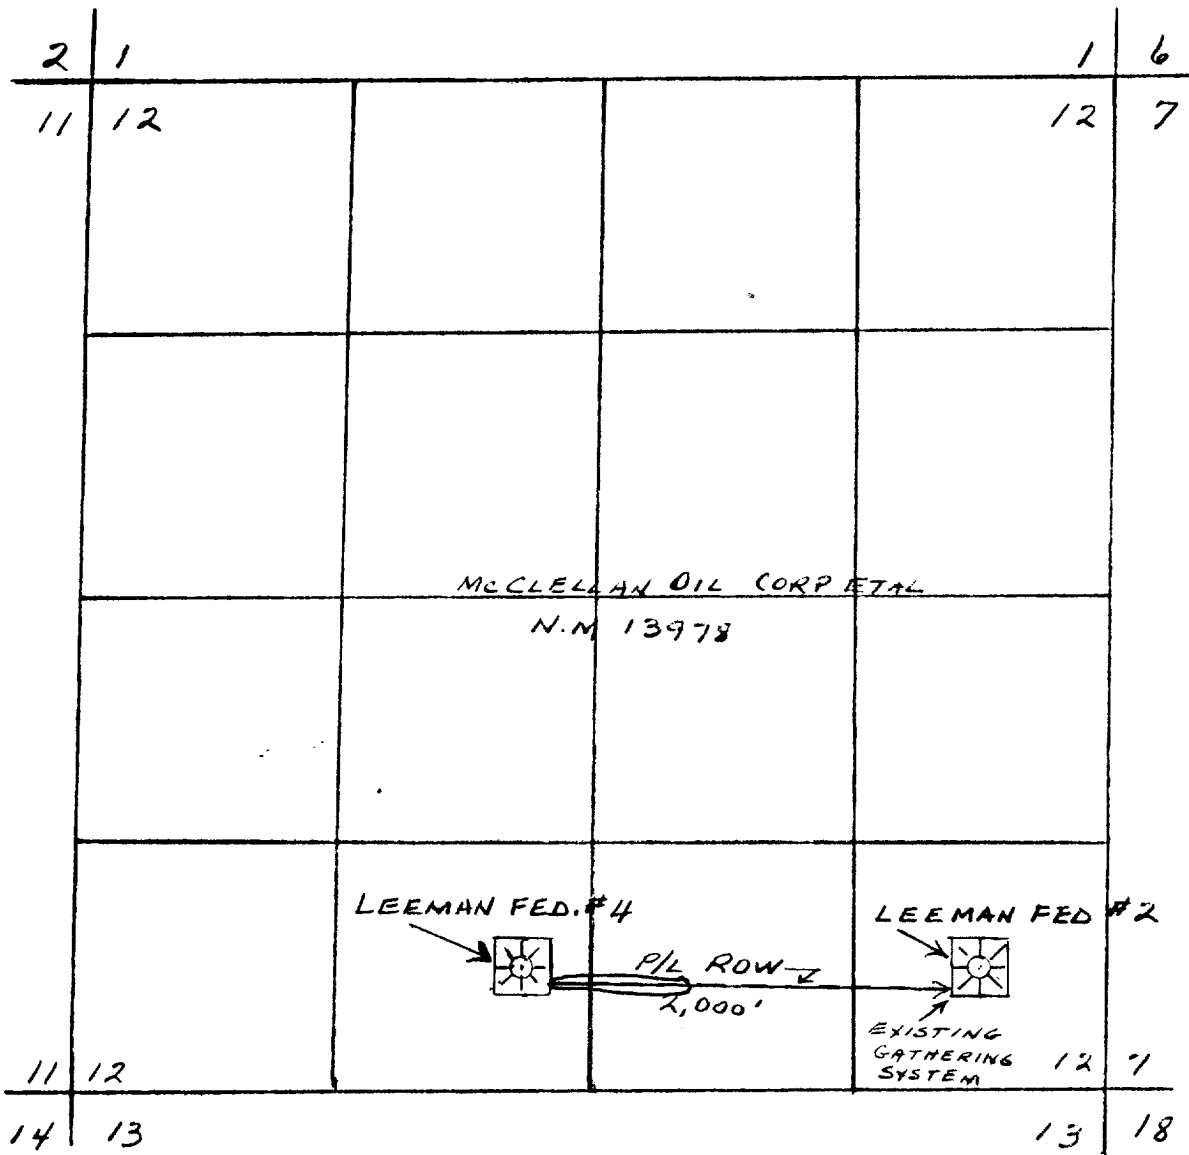 2 1 1 6
11 12 12 7
McCLELLAN OIL CORP ETAL
N.M 13978
LEEMAN FED. #4
LEEMAN FED #2
P/L ROW
2,000'
EXISTING
GATHERING
SYSTEM
11 12 12 7
14 13 13 18